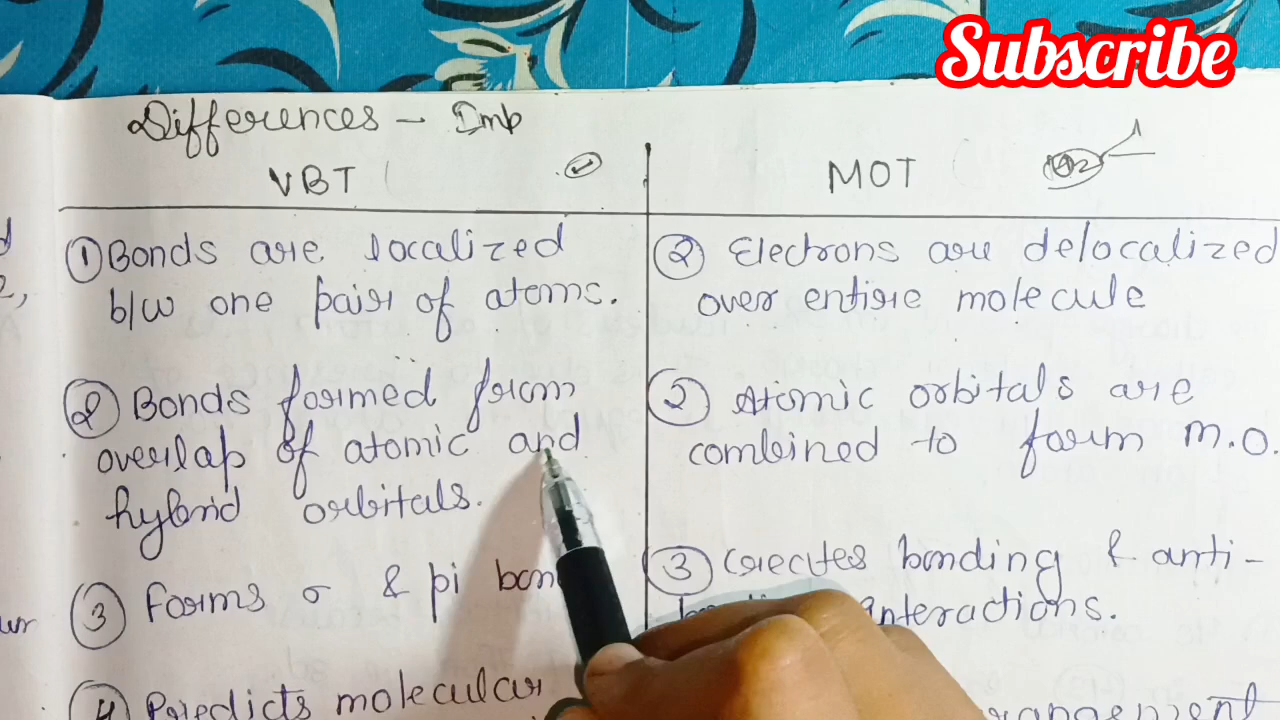 Subscribe
Differences - Imp
VBT
MOT
① Bonds are localized
b/w one pair of atoms.
② Bonds formed from
overlap of atomic and
hybrid orbitals.
③ Forms σ & pi bon
④ Predicts molecular
② Electrons are delocalized
over entire molecule
② Atomic orbitals are
combined to form M.O.
③ Creates bonding & anti-
interactions.
rangement